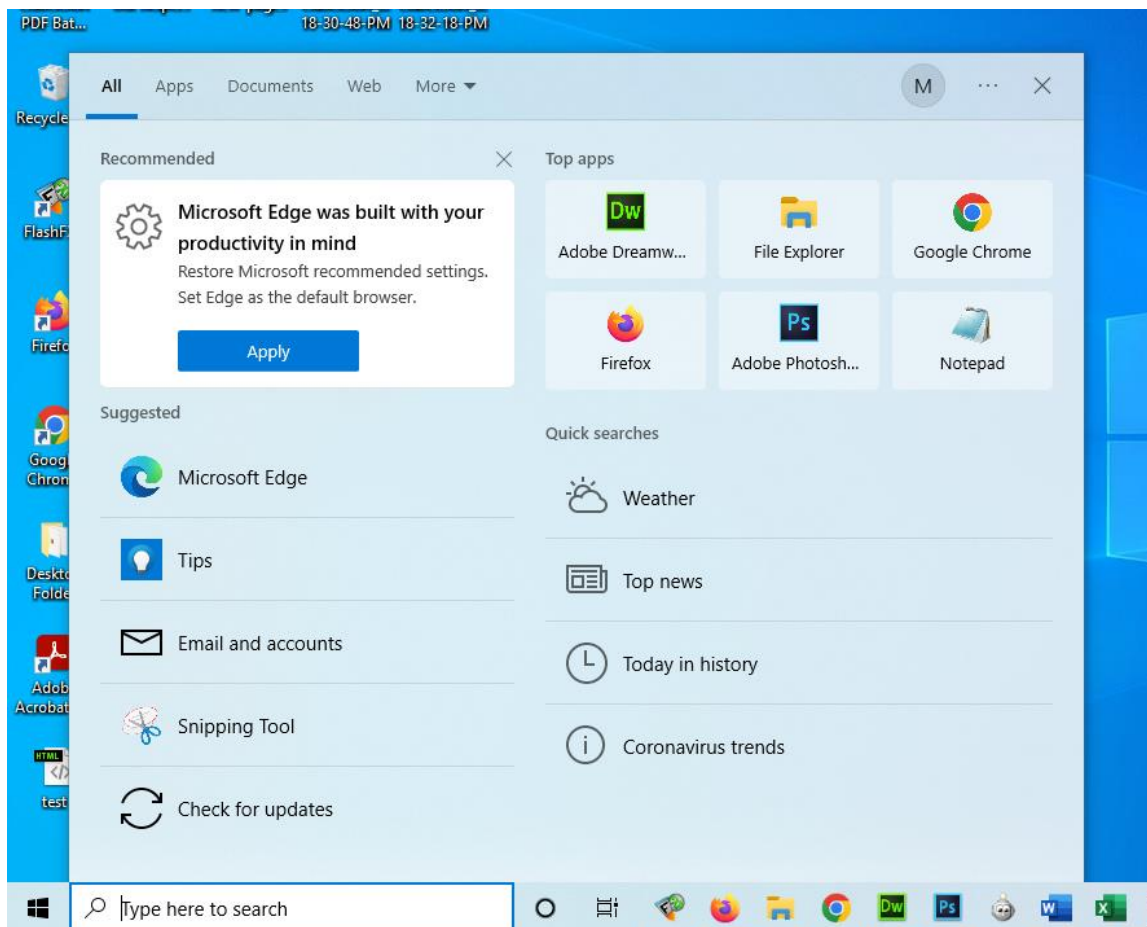 PDF Bat...
18-30-48-PM 18-32-18-PM
Recycle
FlashF
Firefo
Googl
Chron
Deskto
Folde
Adob
Acrobat
HTML
test
All Apps Documents Web More
M
Recommended
Microsoft Edge was built with your
productivity in mind
Restore Microsoft recommended settings.
Set Edge as the default browser.
Apply
Suggested
Microsoft Edge
Tips
Email and accounts
Snipping Tool
Check for updates
Top apps
Dw
Adobe Dreamw...
File Explorer
Google Chrome
Firefox
Ps
Adobe Photosh...
Notepad
Quick searches
Weather
Top news
Today in history
Coronavirus trends
Type here to search
Dw
Ps